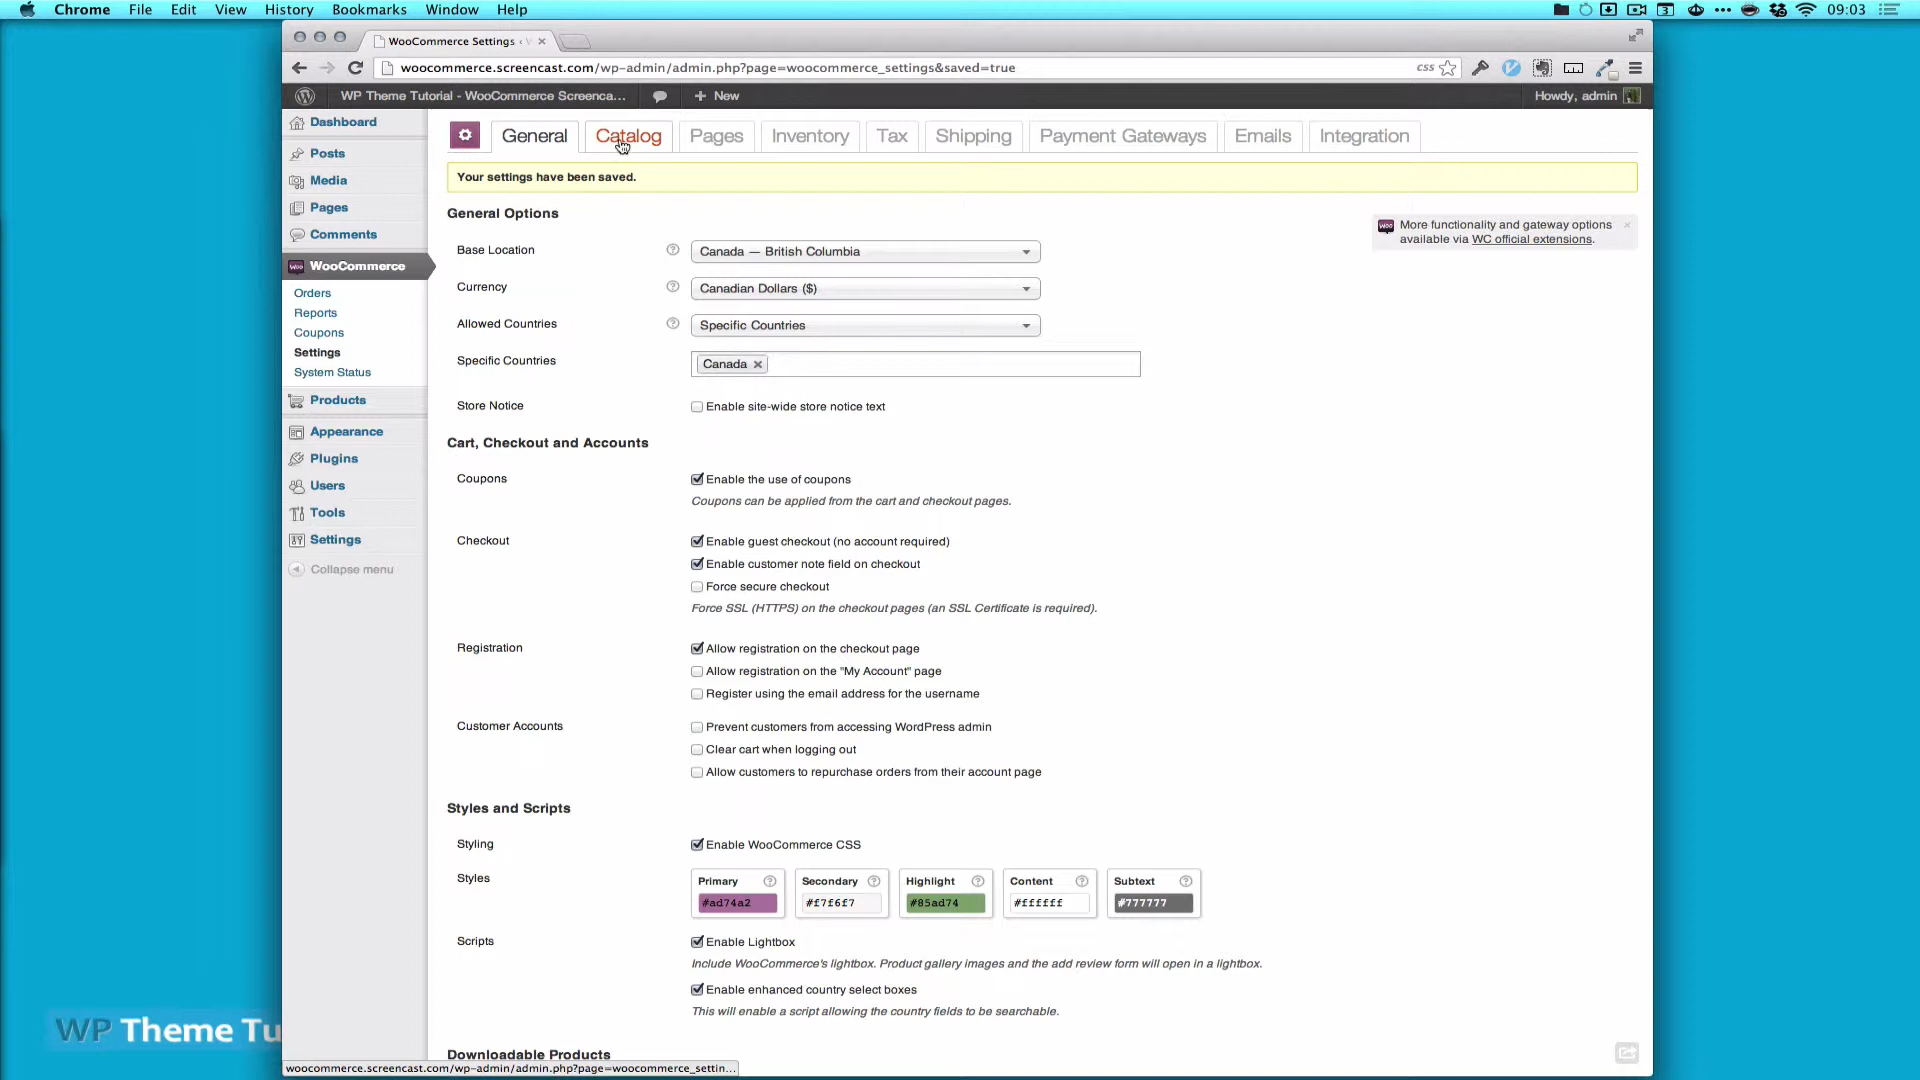 Chrome File Edit View History Bookmarks Window Help 3 09:03
WooCommerce Settings ‹ W
woocommerce.screencast.com/wp-admin/admin.php?page=woocommerce_settings&saved=true CSS
WP Theme Tutorial - WooCommerce Screenca... + New Howdy, admin
Dashboard
Posts
Media
Pages
Comments
WooCommerce
Orders
Reports
Coupons
Settings
System Status
Products
Appearance
Plugins
Users
Tools
Settings
Collapse menu
General Catalog Pages Inventory Tax Shipping Payment Gateways Emails Integration
Your settings have been saved.
More functionality and gateway options
available via WC official extensions.
General Options
Base Location Canada — British Columbia
Currency Canadian Dollars ($)
Allowed Countries Specific Countries
Specific Countries Canada
Store Notice Enable site-wide store notice text
Cart, Checkout and Accounts
Coupons Enable the use of coupons
Coupons can be applied from the cart and checkout pages.
Checkout Enable guest checkout (no account required)
Enable customer note field on checkout
Force secure checkout
Force SSL (HTTPS) on the checkout pages (an SSL Certificate is required).
Registration Allow registration on the checkout page
Allow registration on the "My Account" page
Register using the email address for the username
Customer Accounts Prevent customers from accessing WordPress admin
Clear cart when logging out
Allow customers to repurchase orders from their account page
Styles and Scripts
Styling Enable WooCommerce CSS
Styles Primary Secondary Highlight Content Subtext
#ad74a2 #f7f6f7 #85ad74 #ffffff #777777
Scripts Enable Lightbox
Include WooCommerce's lightbox. Product gallery images and the add review form will open in a lightbox.
Enable enhanced country select boxes
This will enable a script allowing the country fields to be searchable.
Downloadable Products
WP Theme Tu
woocommerce.screencast.com/wp-admin/admin.php?page=woocommerce_settin...